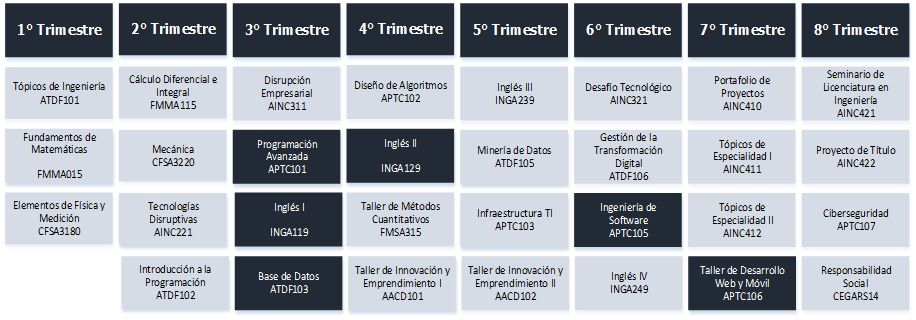 1° Trimestre
2° Trimestre
3° Trimestre
4° Trimestre
5° Trimestre
6° Trimestre
7° Trimestre
8° Trimestre
Tópicos de Ingeniería
ATDF101
Cálculo Diferencial e
Integral
FMMA115
Disrupción
Empresarial
AINC311
Diseño de Algoritmos
APTC102
Inglés III
INGA239
Desafío Tecnológico
AINC321
Portafolio de
Proyectos
AINC410
Seminario de
Licenciatura en
Ingeniería
AINC421
Fundamentos de
Matemáticas
FMMA015
Mecánica
CFSA3220
Programación
Avanzada
APTC101
Inglés II
INGA129
Minería de Datos
ATDF105
Gestión de la
Transformación
Digital
ATDF106
Tópicos de
Especialidad I
AINC411
Proyecto de Título
AINC422
Elementos de Física y
Medición
CFSA3180
Tecnologías
Disruptivas
AINC221
Inglés I
INGA119
Taller de Métodos
Cuantitativos
FMSA315
Infraestructura TI
APTC103
Ingeniería de
Software
APTC105
Tópicos de
Especialidad II
AINC412
Ciberseguridad
APTC107
Introducción a la
Programación
ATDF102
Base de Datos
ATDF103
Taller de Innovación y
Emprendimiento I
AACD101
Taller de Innovación y
Emprendimiento II
AACD102
Inglés IV
INGA249
Taller de Desarrollo
Web y Móvil
APTC106
Responsabilidad
Social
CEGARS14